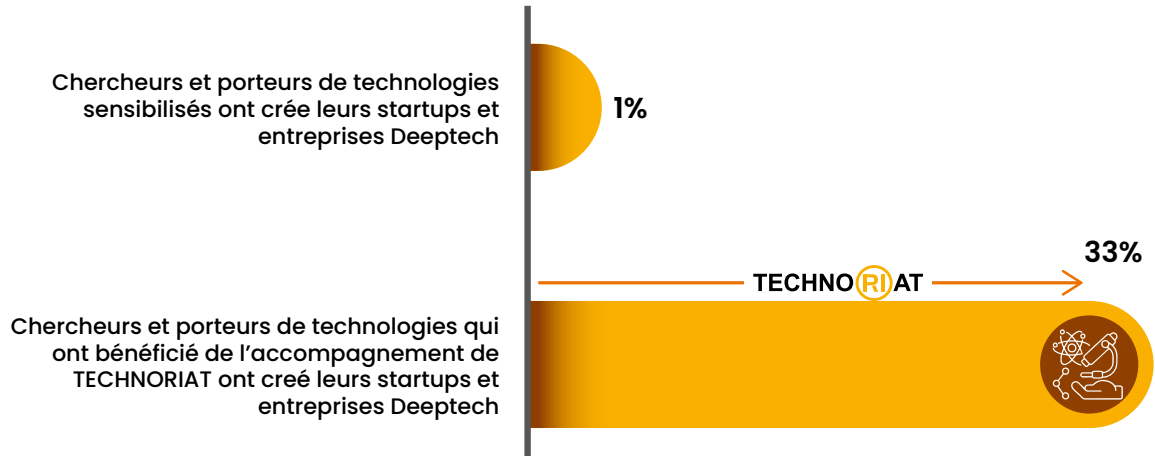 Chercheurs et porteurs de technologies
sensibilisés ont crée leurs startups et
entreprises Deeptech
1%
33%
TECHNORIAT
Chercheurs et porteurs de technologies qui
ont bénéficié de l’accompagnement de
TECHNORIAT ont creé leurs startups et
entreprises Deeptech